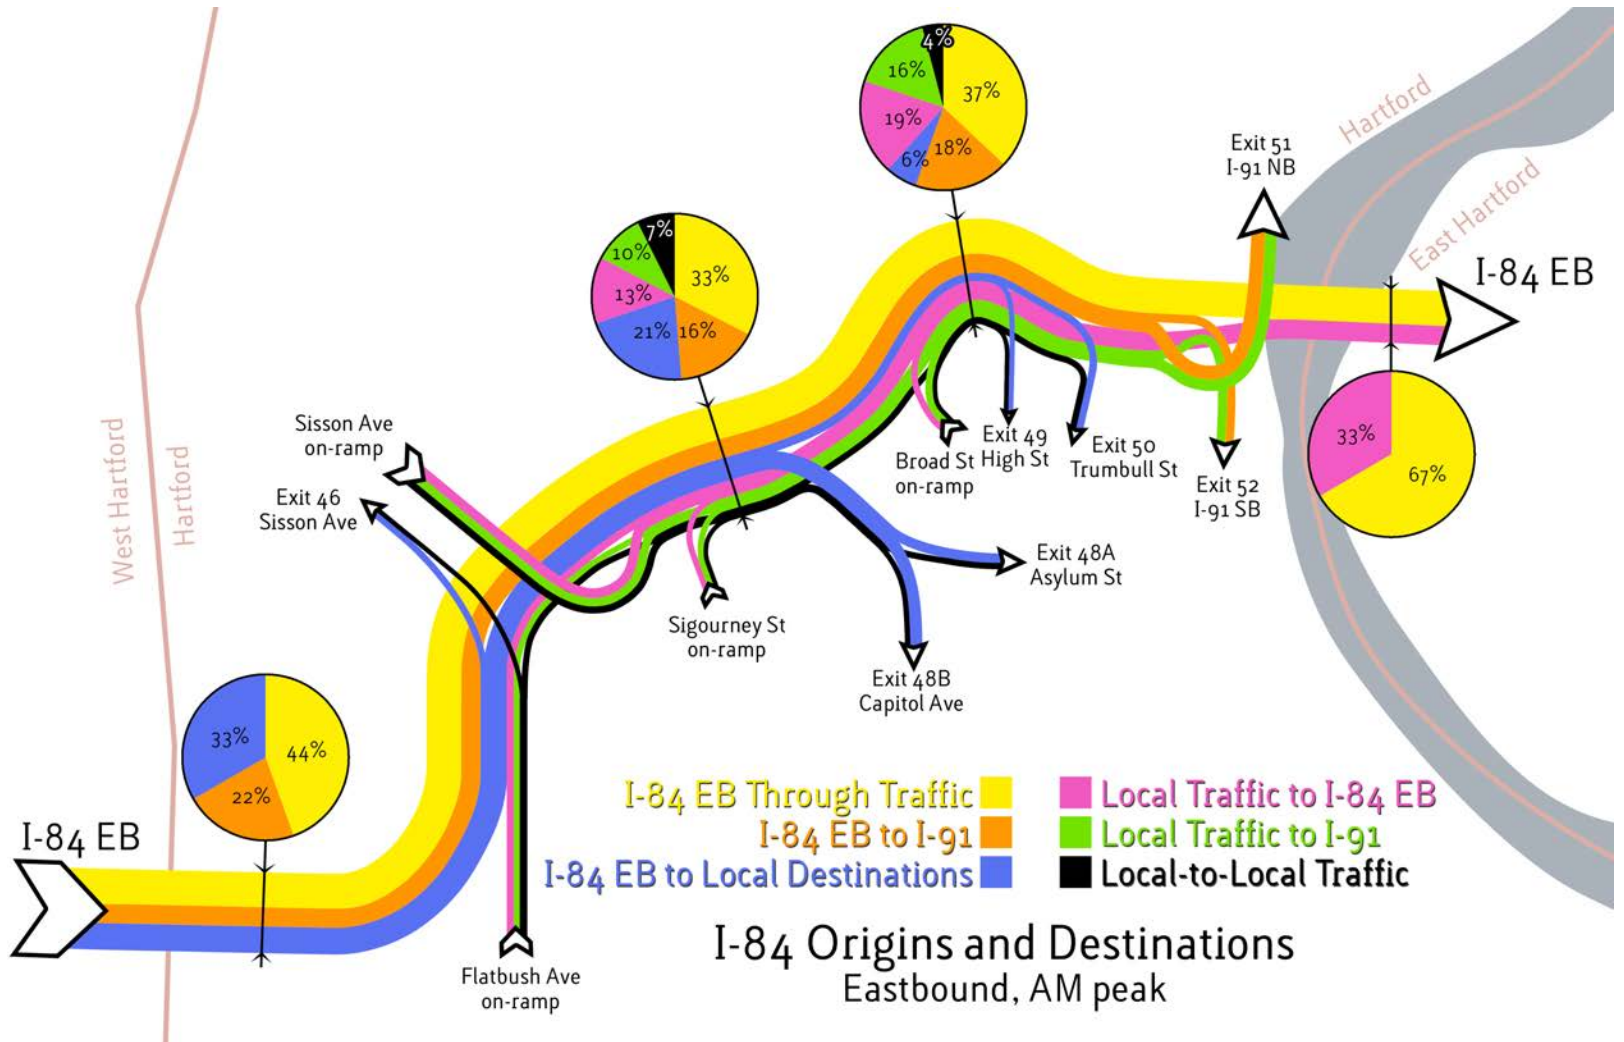 4%
16%
37%
19%
18%
6%
Hartford
East Hartford
Exit 51
I-91 NB
I-84 EB
7%
10%
33%
13%
21%
16%
Sisson Ave
on-ramp
Exit 46
Sisson Ave
West Hartford
Hartford
Broad St
on-ramp
Exit 49
High St
Exit 50
Trumbull St
Exit 52
I-91 SB
33%
67%
Exit 48A
Asylum St
Sigourney St
on-ramp
Exit 48B
Capitol Ave
33%
44%
22%
I-84 EB
I-84 EB Through Traffic
I-84 EB to I-91
I-84 EB to Local Destinations
Local Traffic to I-84 EB
Local Traffic to I-91
Local-to-Local Traffic
Flatbush Ave
on-ramp
I-84 Origins and Destinations
Eastbound, AM peak